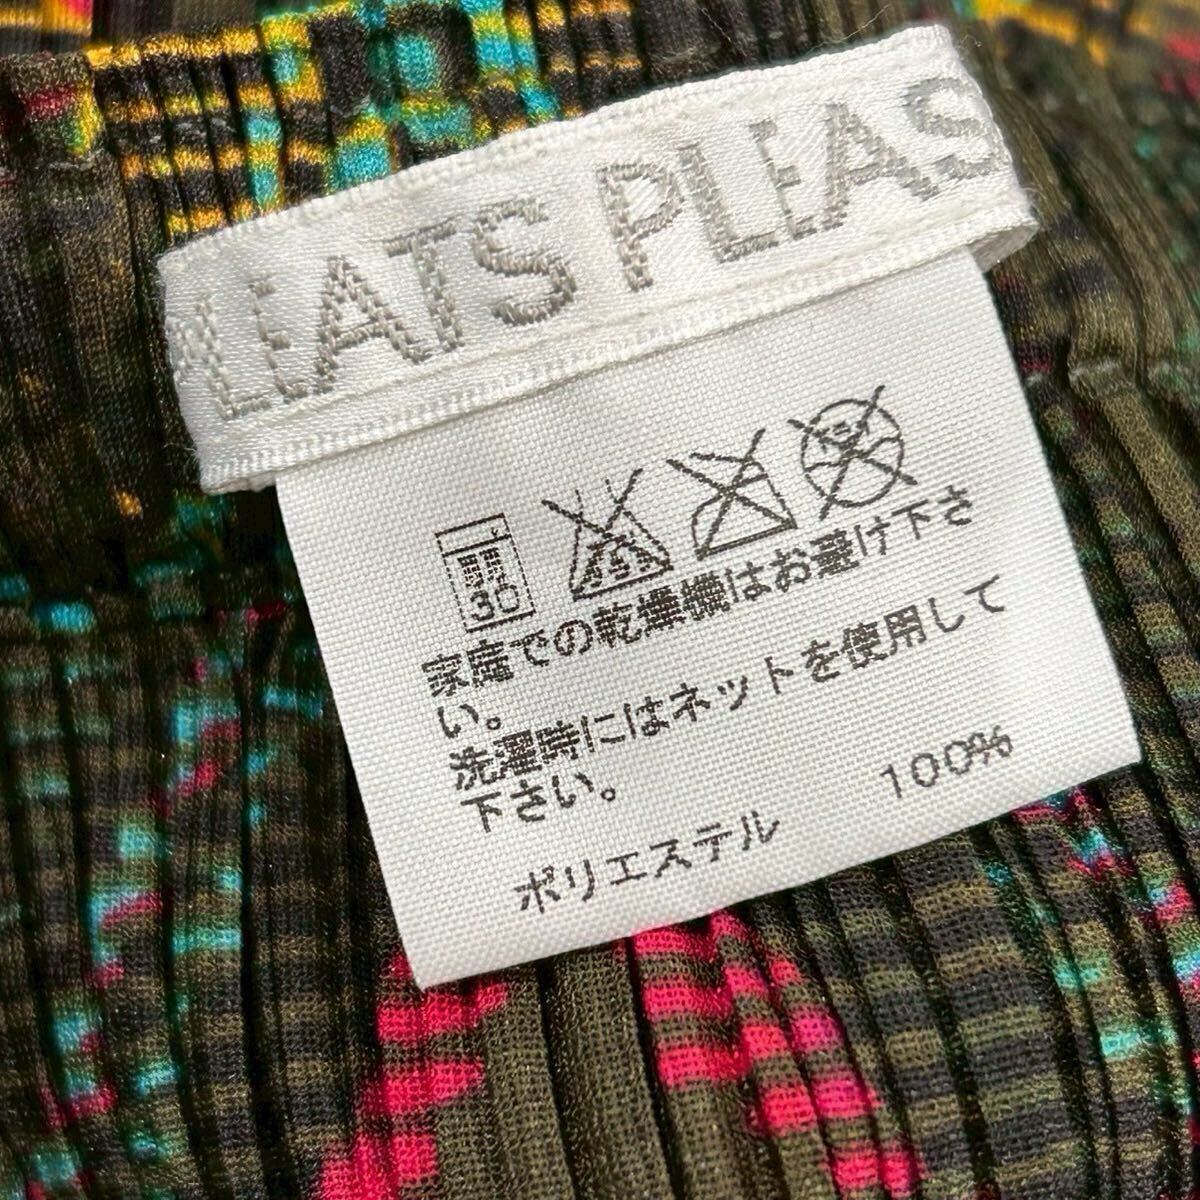 PLEATS PLEAS
弱
30
家庭での乾燥機はお避け下さ
い。
洗濯時にはネットを使用して
下さい。
ポリエステル 100%